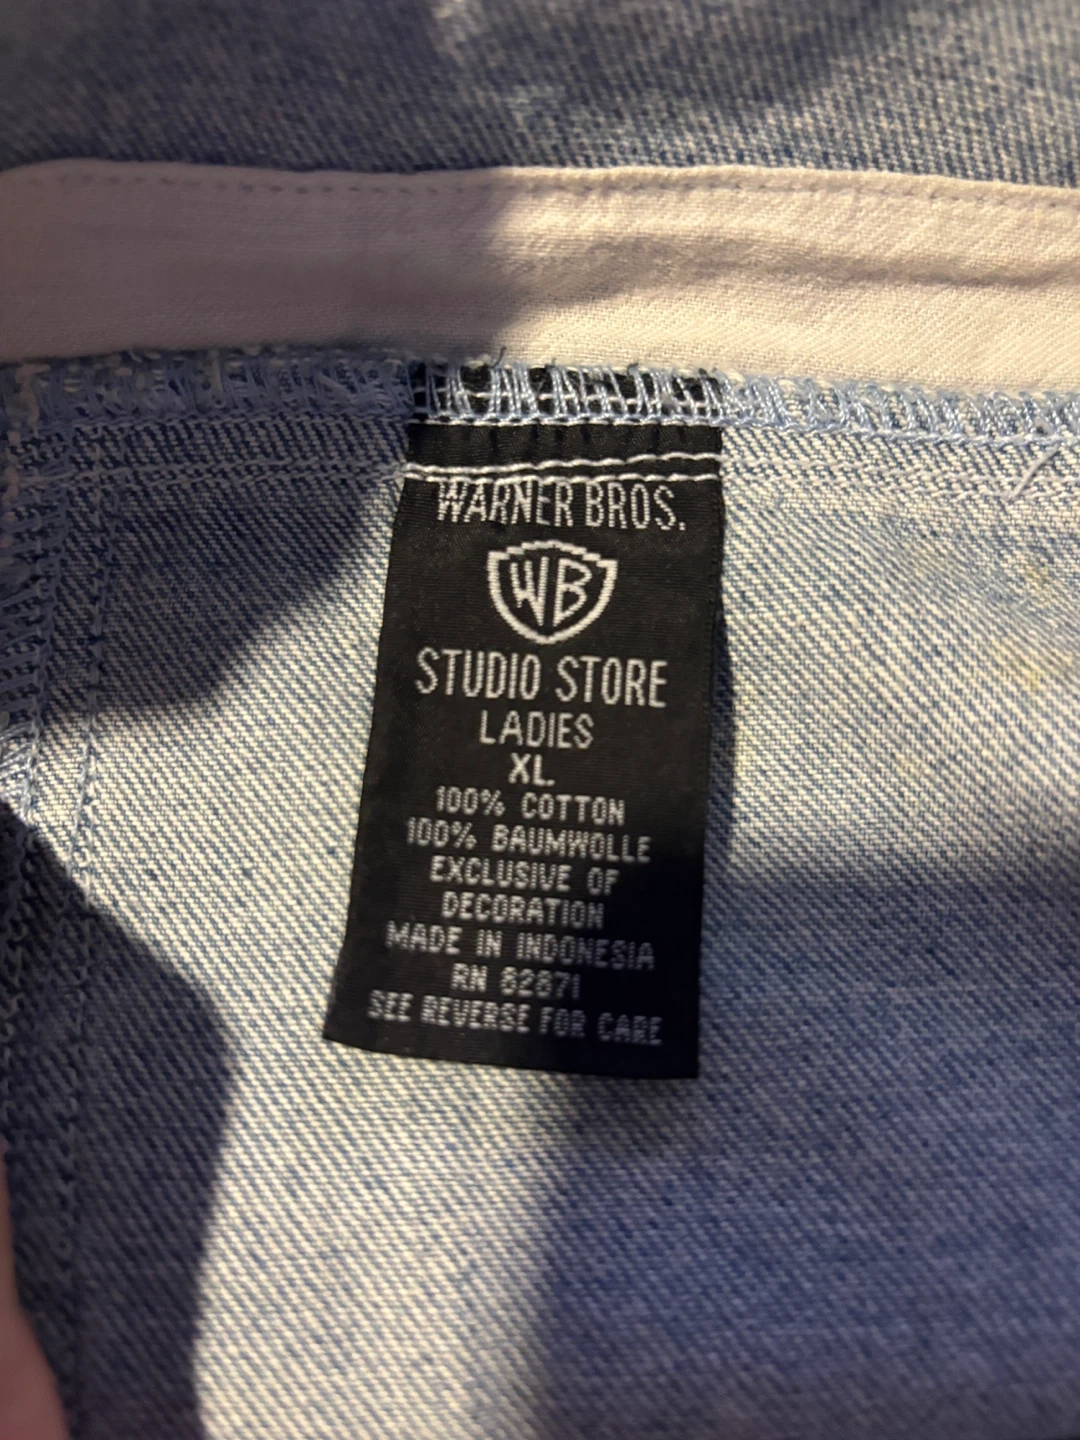 WARNER BROS.
WB
STUDIO STORE
LADIES
XL
100% COTTON
100% BAUMWOLLE
EXCLUSIVE OF
DECORATION
MADE IN INDONESIA
RN 82871
SEE REVERSE FOR CARE